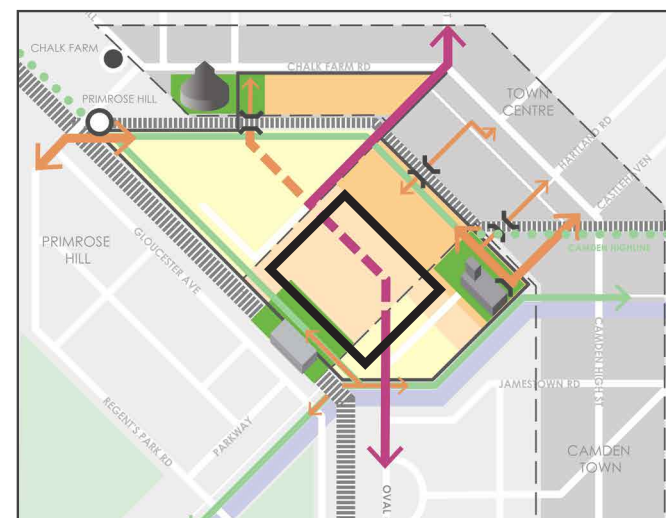 CHALK FARM
CHALK FARM RD
PRIMROSE HILL
TOWN
CENTRE
HARTLAND RD
CASTLEHAVEN
PRIMROSE
HILL
GLOUCESTER AVE
CAMDEN HIGHLINE
CAMDEN HIGH ST
JAMESTOWN RD
REGENT'S PARK RD
PARKWAY
CAMDEN
TOWN
OVAL